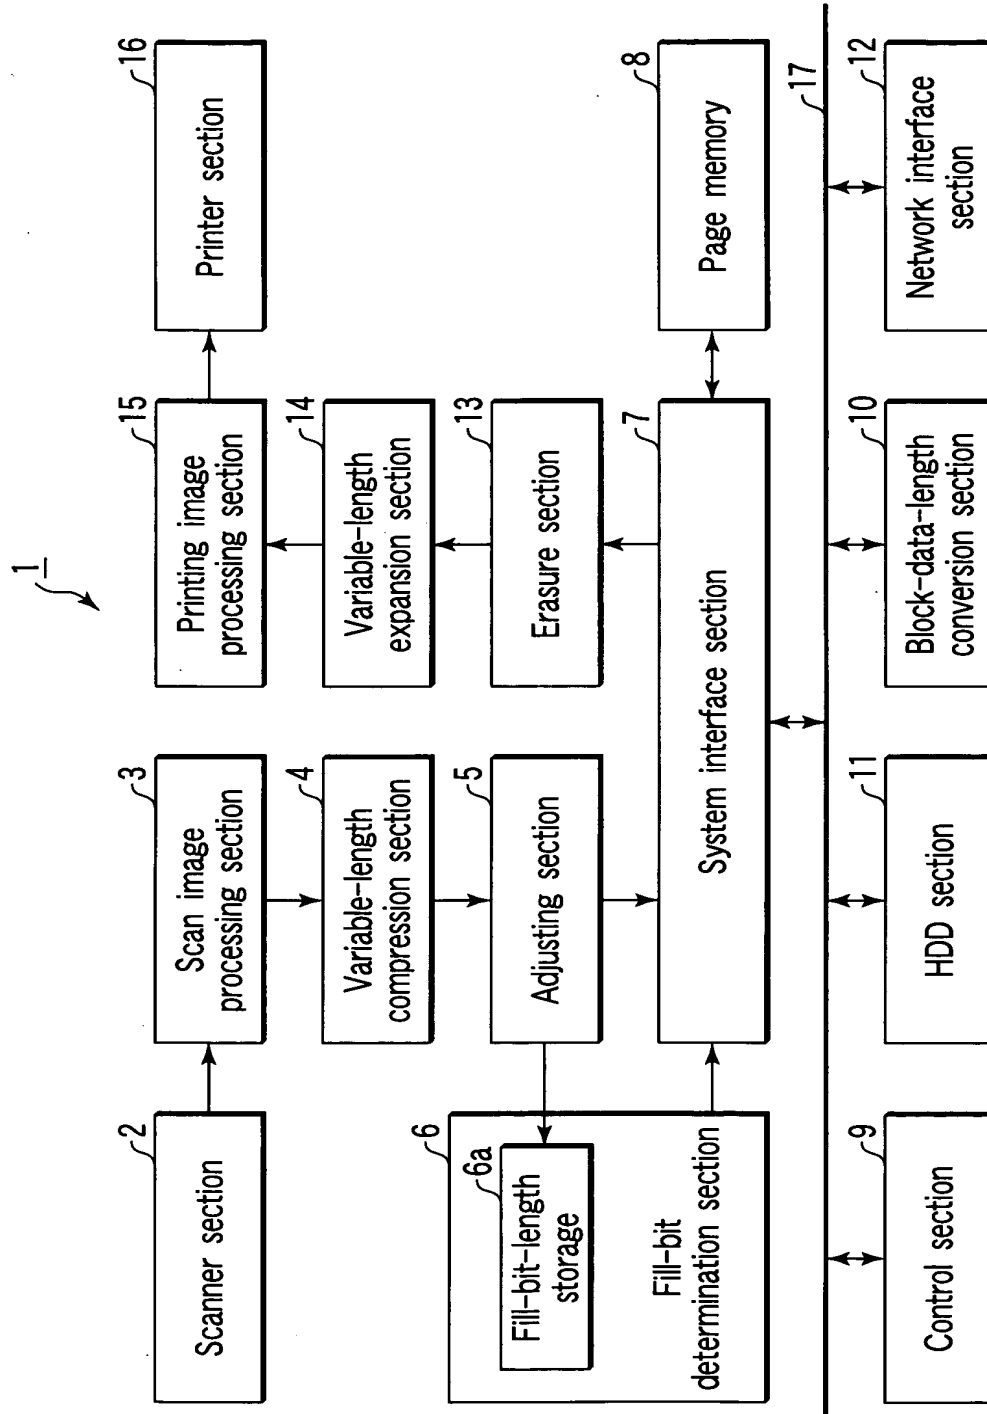 1
2
Scanner section
3
Scan image
processing section
15
Printing image
processing section
16
Printer section
4
Variable-length
compression section
14
Variable-length
expansion section
6
6a
Fill-bit-length
storage
Fill-bit
determination section
5
Adjusting section
13
Erasure section
7
System interface section
8
Page memory
17
9
Control section
11
HDD section
10
Block-data-length
conversion section
12
Network interface
section